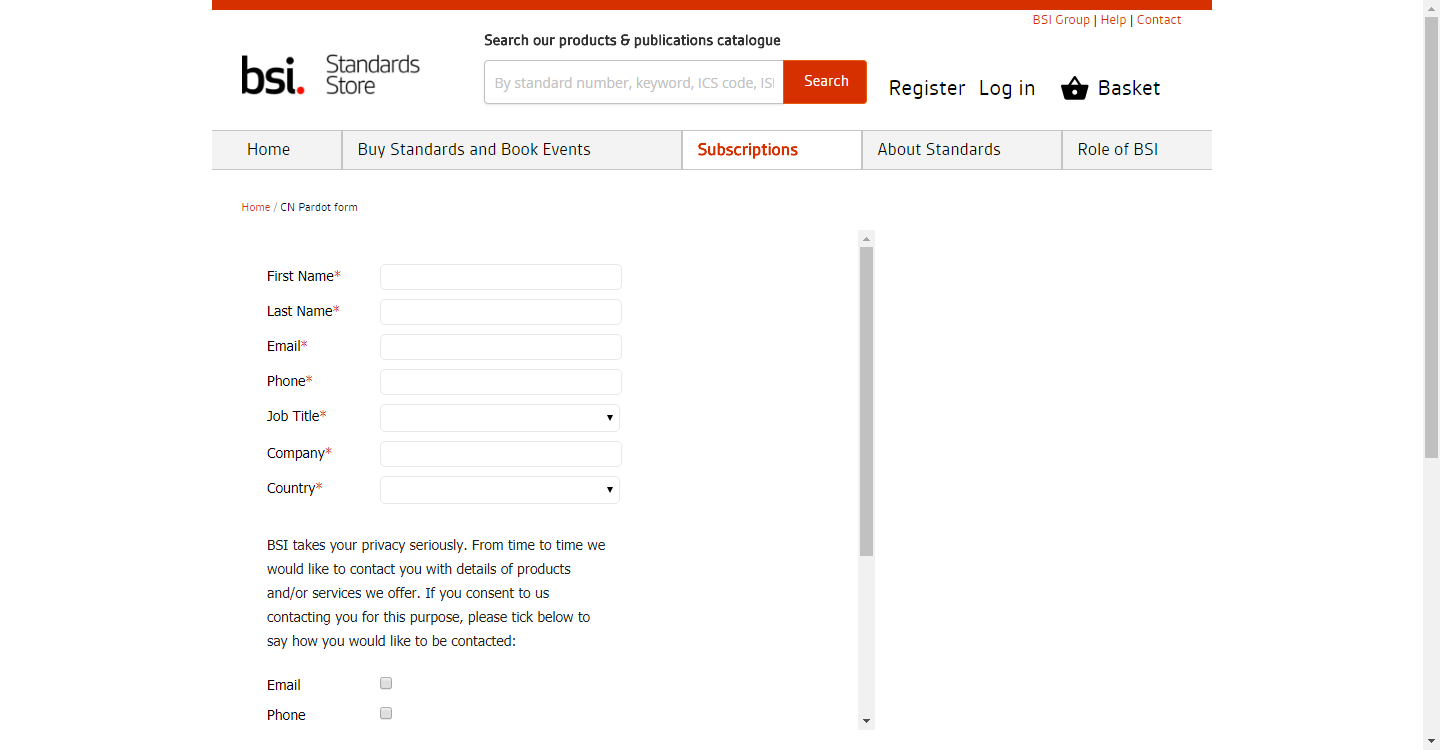 BSI Group | Help | Contact
Search our products & publications catalogue
bsi.
Standards
Store
By standard number, keyword, ICS code, ISI
Search
Register
Log in
Basket
Home
Buy Standards and Book Events
Subscriptions
About Standards
Role of BSI
Home / CN Pardot form
First Name*
Last Name*
Email*
Phone*
Job Title*
Company*
Country*
BSI takes your privacy seriously. From time to time we
would like to contact you with details of products
and/or services we offer. If you consent to us
contacting you for this purpose, please tick below to
say how you would like to be contacted:
Email
Phone